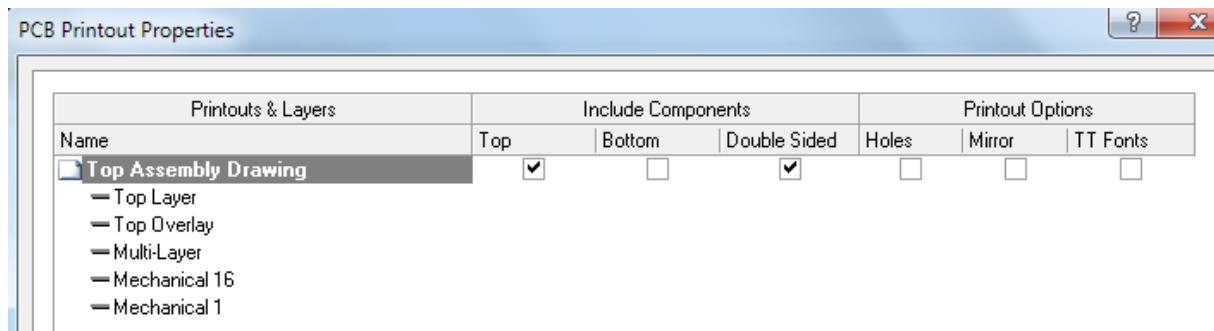 PCB Printout Properties
Printouts & Layers Include Components Printout Options
Name Top Bottom Double Sided Holes Mirror TT Fonts
Top Assembly Drawing
Top Layer
Top Overlay
Multi-Layer
Mechanical 16
Mechanical 1